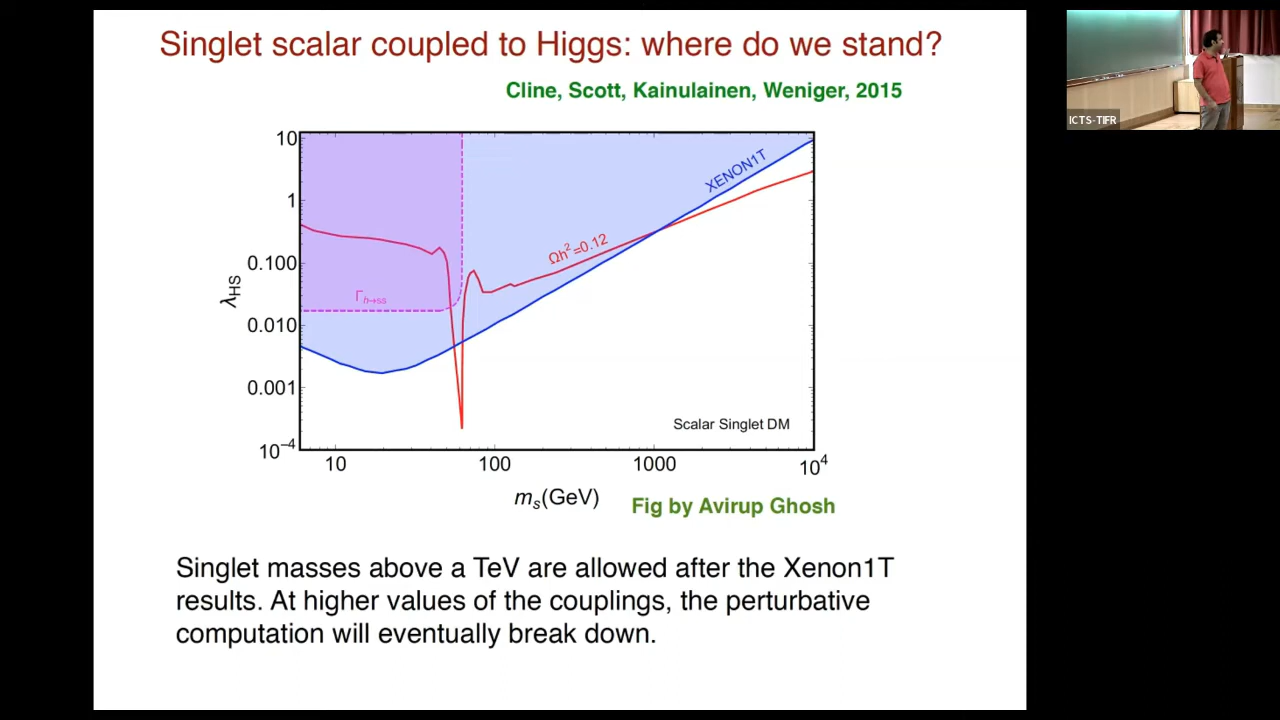 Singlet scalar coupled to Higgs: where do we stand?
Cline, Scott, Kainulainen, Weniger, 2015
ICTS-TIFR
10
1
0.100
0.010
0.001
10⁻⁴
λHS
XENON1T
Ωh²=0.12
Γh→ss
Scalar Singlet DM
10
100
1000
10⁴
ms(GeV)
Fig by Avirup Ghosh
Singlet masses above a TeV are allowed after the Xenon1T
results. At higher values of the couplings, the perturbative
computation will eventually break down.